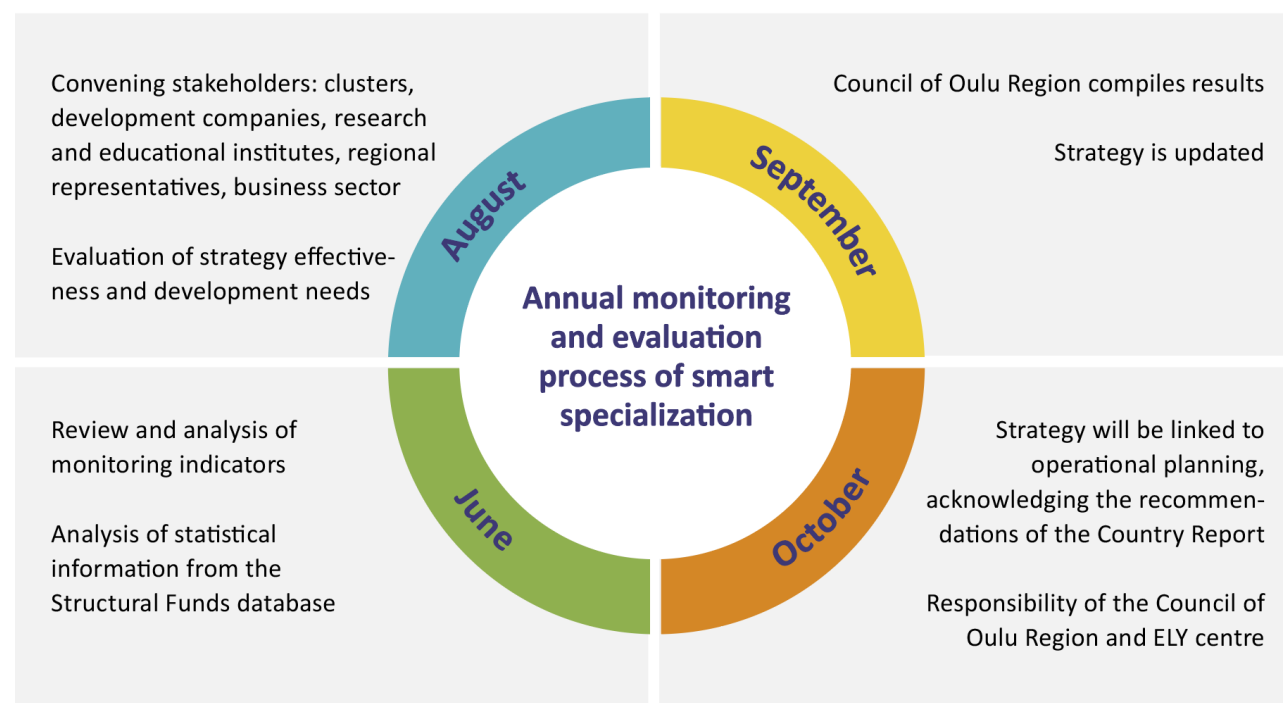 Convening stakeholders: clusters,
development companies, research
and educational institutes, regional
representatives, business sector
Evaluation of strategy effective-
ness and development needs
August
Council of Oulu Region compiles results
Strategy is updated
September
Annual monitoring
and evaluation
process of smart
specialization
Review and analysis of
monitoring indicators
Analysis of statistical
information from the
Structural Funds database
June
Strategy will be linked to
operational planning,
acknowledging the recommen-
dations of the Country Report
Responsibility of the Council of
Oulu Region and ELY centre
October